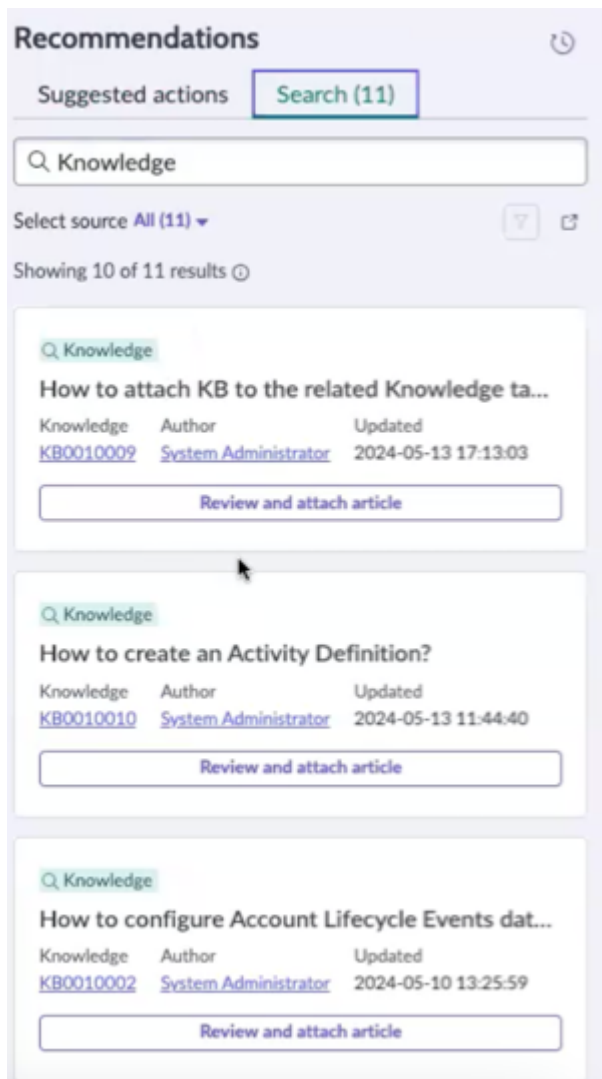 Recommendations
Suggested actions Search (11)
Knowledge
Select source All (11)
Showing 10 of 11 results
Knowledge
How to attach KB to the related Knowledge ta...
Knowledge Author Updated
KB0010009 System Administrator 2024-05-13 17:13:03
Review and attach article
Knowledge
How to create an Activity Definition?
Knowledge Author Updated
KB0010010 System Administrator 2024-05-13 11:44:40
Review and attach article
Knowledge
How to configure Account Lifecycle Events dat...
Knowledge Author Updated
KB0010002 System Administrator 2024-05-10 13:25:59
Review and attach article